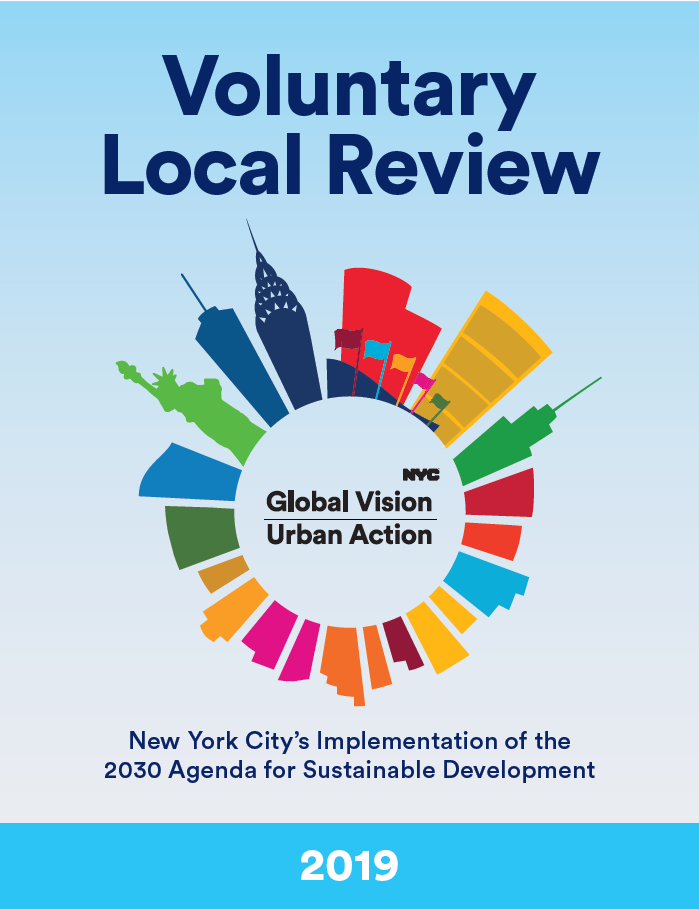 Voluntary
Local Review
NYC
Global Vision
Urban Action
New York City’s Implementation of the
2030 Agenda for Sustainable Development
2019